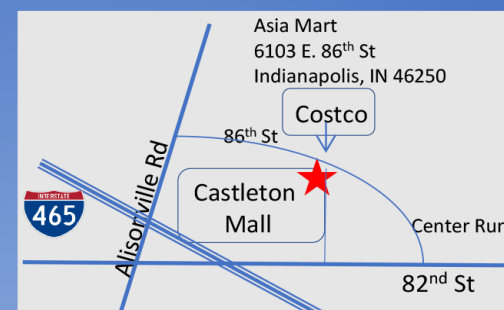 Asia Mart
6103 E. 86th St
Indianapolis, IN 46250
Costco
86th St
Allsonville Rd
INTERSTATE
465
Castleton
Mall
Center Run
82nd St